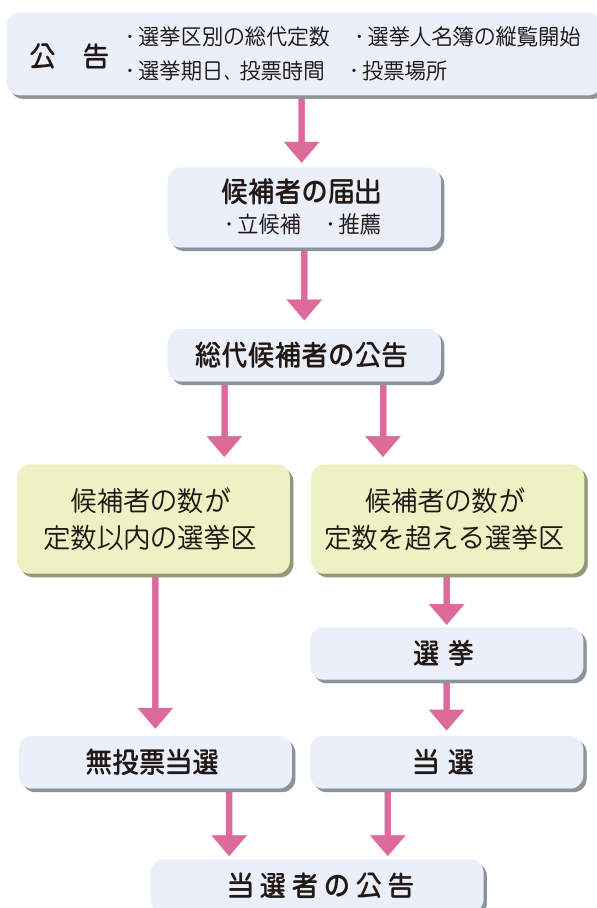 公 告
・選挙区別の総代定数 ・選挙人名簿の縦覧開始
・選挙期日、投票時間 ・投票場所
候補者の届出
・立候補 ・推薦
総代候補者の公告
候補者の数が
定数以内の選挙区
候補者の数が
定数を超える選挙区
選 挙
無投票当選
当 選
当選者の公告